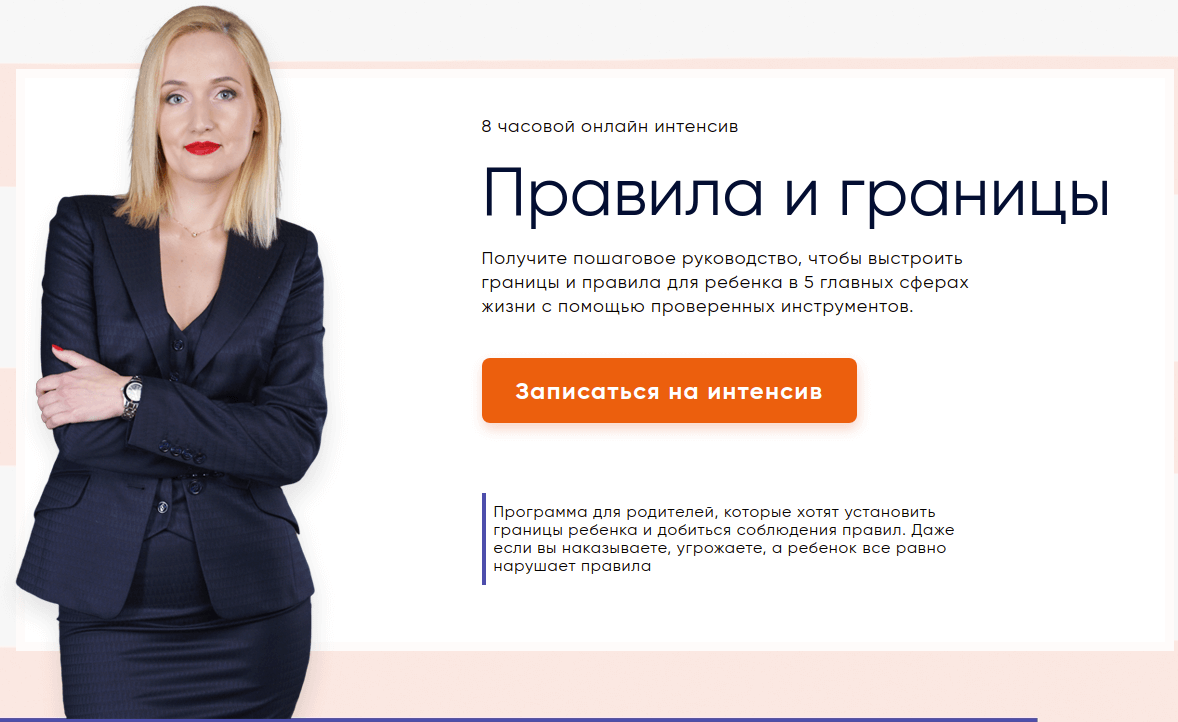 8 часовой онлайн интенсив
Правила и границы
Получите пошаговое руководство, чтобы выстроить
границы и правила для ребенка в 5 главных сферах
жизни с помощью проверенных инструментов.
Записаться на интенсив
Программа для родителей, которые хотят установить
границы ребенка и добиться соблюдения правил. Даже
если вы наказываете, угрожаете, а ребенок все равно
нарушает правила